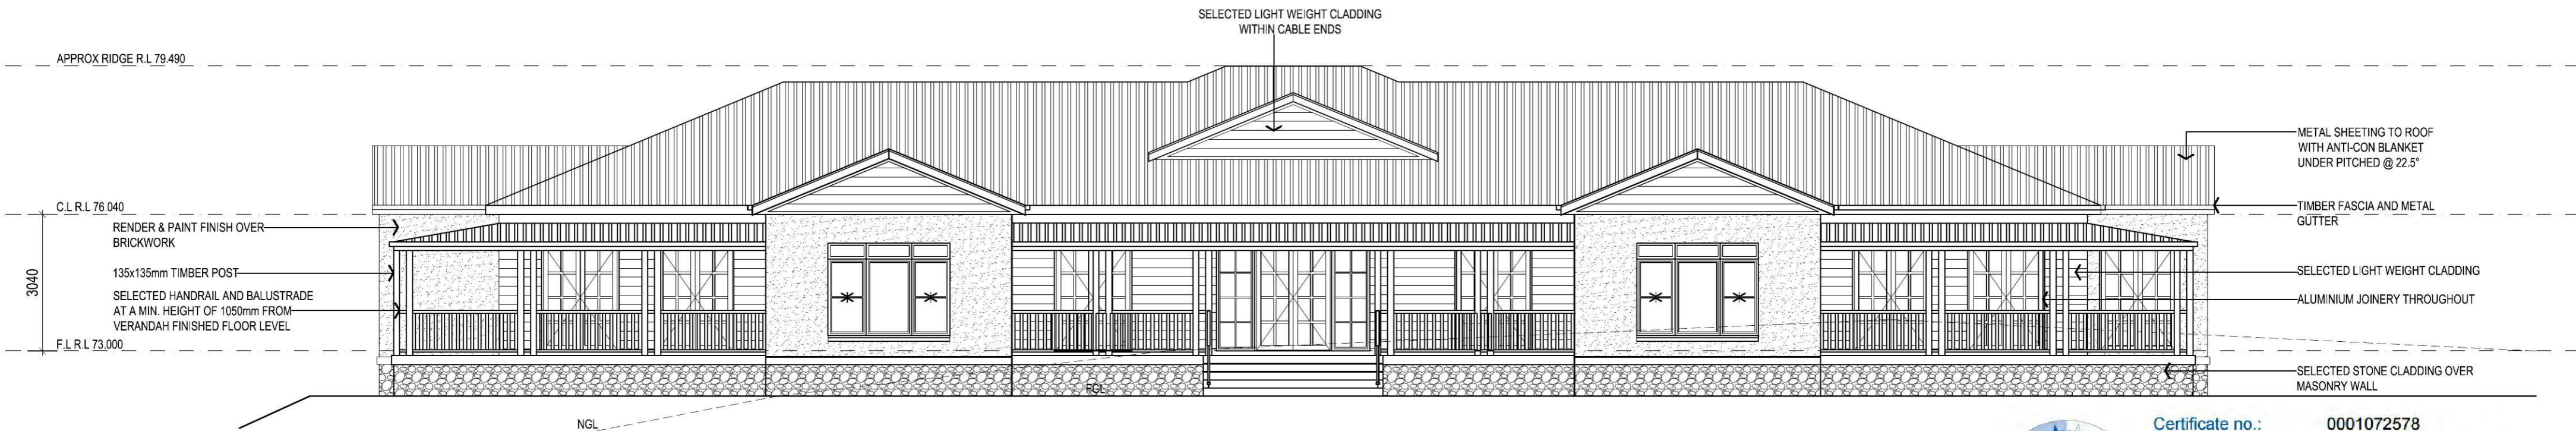 SELECTED LIGHT WEIGHT CLADDING
WITHIN CABLE ENDS
APPROX RIDGE R.L 79.490
METAL SHEETING TO ROOF
WITH ANTI-CON BLANKET
UNDER PITCHED @ 22.5°
C.L R.L 76.040
TIMBER FASCIA AND METAL
GUTTER
RENDER & PAINT FINISH OVER
BRICKWORK
135x135mm TIMBER POST
SELECTED LIGHT WEIGHT CLADDING
3040
SELECTED HANDRAIL AND BALUSTRADE
AT A MIN. HEIGHT OF 1050mm FROM
VERANDAH FINISHED FLOOR LEVEL
ALUMINIUM JOINERY THROUGHOUT
F.L R.L 73.000
SELECTED STONE CLADDING OVER
MASONRY WALL
FGL
NGL
Certificate no.: 0001072578